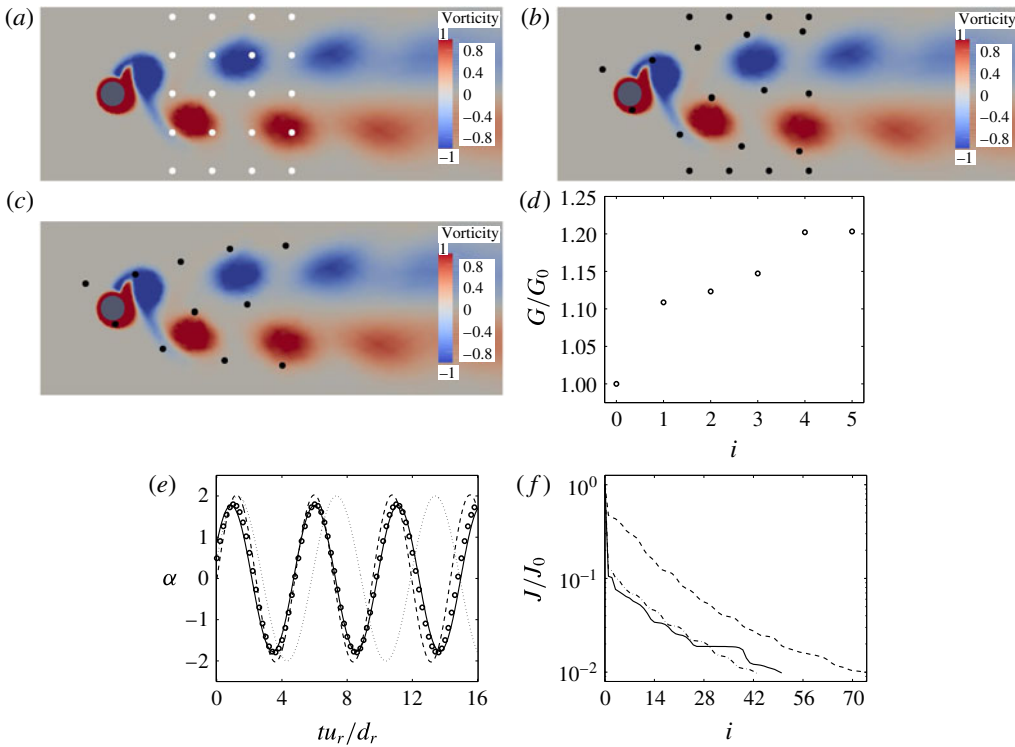 (a)
Vorticity
1
0.8
0.4
0
−0.4
−0.8
−1
(b)
Vorticity
1
0.8
0.4
0
−0.4
−0.8
−1
(c)
Vorticity
1
0.8
0.4
0
−0.4
−0.8
−1
(d)
1.25
1.20
1.15
1.10
1.05
1.00
G/G0
0 1 2 3 4 5
i
(e)
2
1
0
−1
−2
α
0 4 8 12 16
tu_r/d_r
(f)
10^0
10^−1
10^−2
J/J0
0 14 28 42 56 70
i